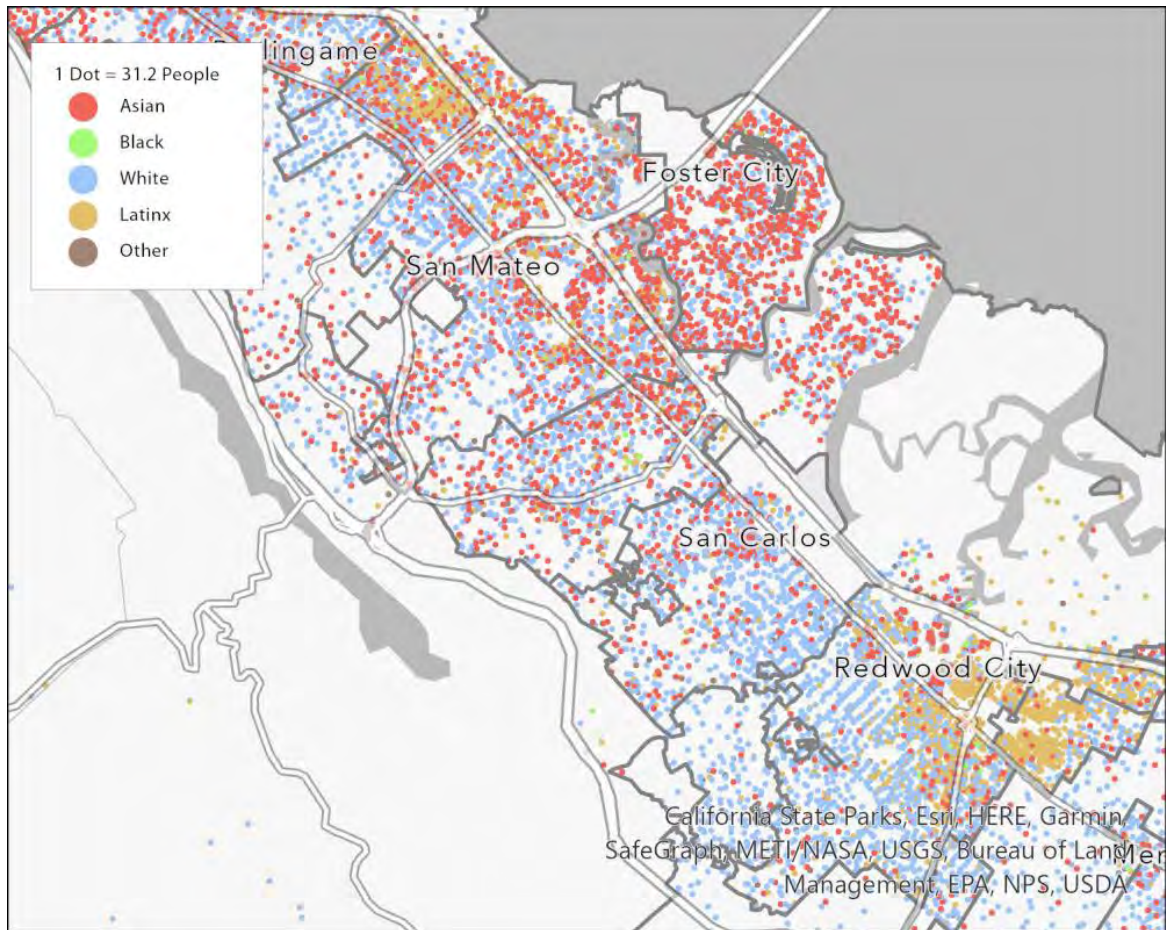 lingame
1 Dot = 31.2 People
Asian
Black
White
Latinx
Other
Foster City
San Mateo
San Carlos
Redwood City
California State Parks, Esri, HERE, Garmin,
SafeGraph, METI/NASA, USGS, Bureau of Land
Management, EPA, NPS, USDA